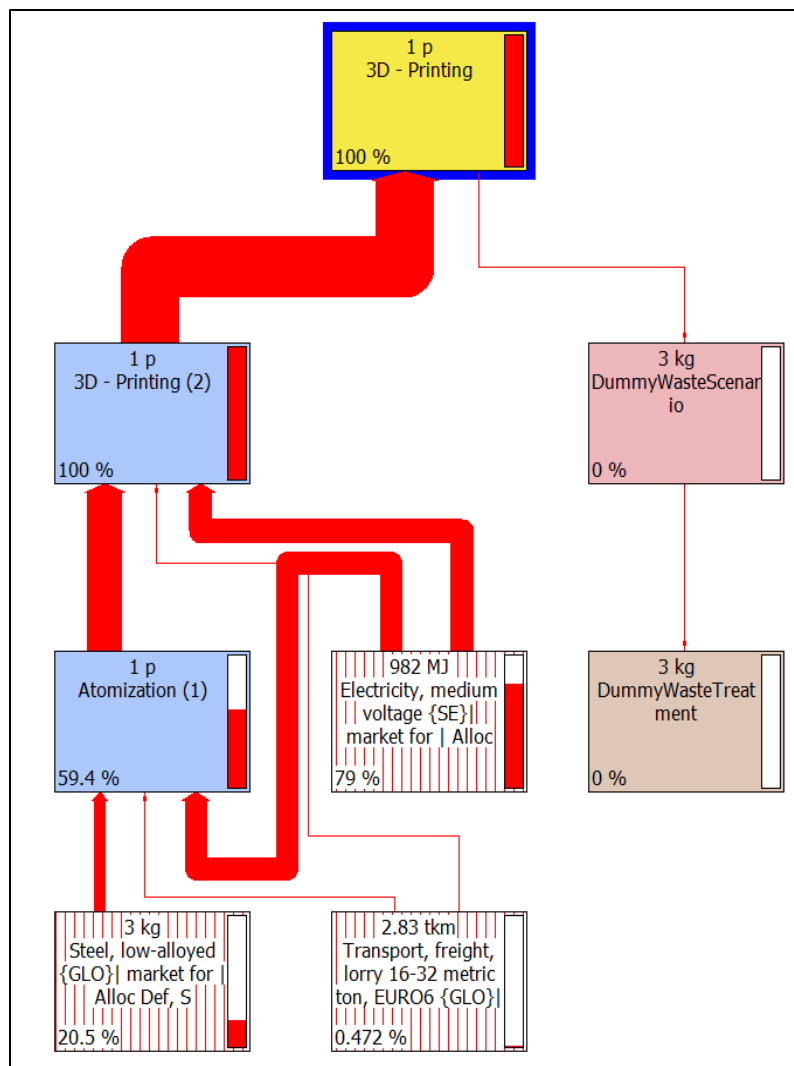 1 p
3D - Printing
100 %
1 p
3D - Printing (2)
100 %
3 kg
DummyWasteScenar
io
0 %
1 p
Atomization (1)
59.4 %
982 MJ
Electricity, medium
voltage {SE}|
market for | Alloc
79 %
3 kg
DummyWasteTreat
ment
0 %
3 kg
Steel, low-alloyed
{GLO}| market for |
Alloc Def, S
20.5 %
2.83 tkm
Transport, freight,
lorry 16-32 metric
ton, EURO6 {GLO}|
0.472 %